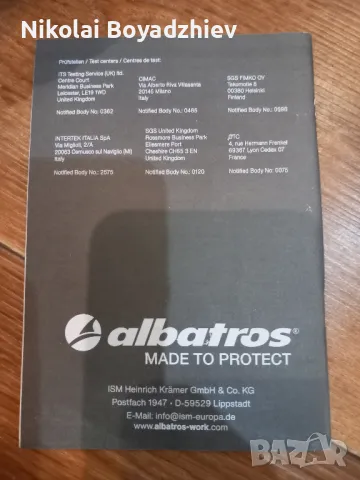 Nikolai Boyadzhiev
Prüfstellen / Test centers / Centres de test:
ITS Testing Service (UK) ltd.
Centre Court
Meridian Business Park
Leicester, LE19 1WD
United Kingdom
Notified Body No.: 0362
CIMAC
Via Alberto Riva Villasanta
20145 Milano
Italy
Notified Body No.: 0465
SGS FIMKO OY
00380 Helsinki
Finland
Notified Body No.: 0598
INTERTEK ITALIA SpA
Via Miglioli, 2/A
20063 Cernusco sul Naviglio (MI)
Italy
Notified Body No.: 2575
SGS United Kingdom
Rossmore Business Park
Ellesmere Port
Cheshire CH65 3 EN
United Kingdom
Notified Body No.: 0120
CTC
4, rue Hermann Frenkel
69367 Lyon Cedex 07
France
Notified Body No.: 0075
albatros®
MADE TO PROTECT
ISM Heinrich Krämer GmbH & Co. KG
Postfach 1947 · D-59529 Lippstadt
E-Mail: info@ism-europa.de
www.albatros-work.com
BAZAR